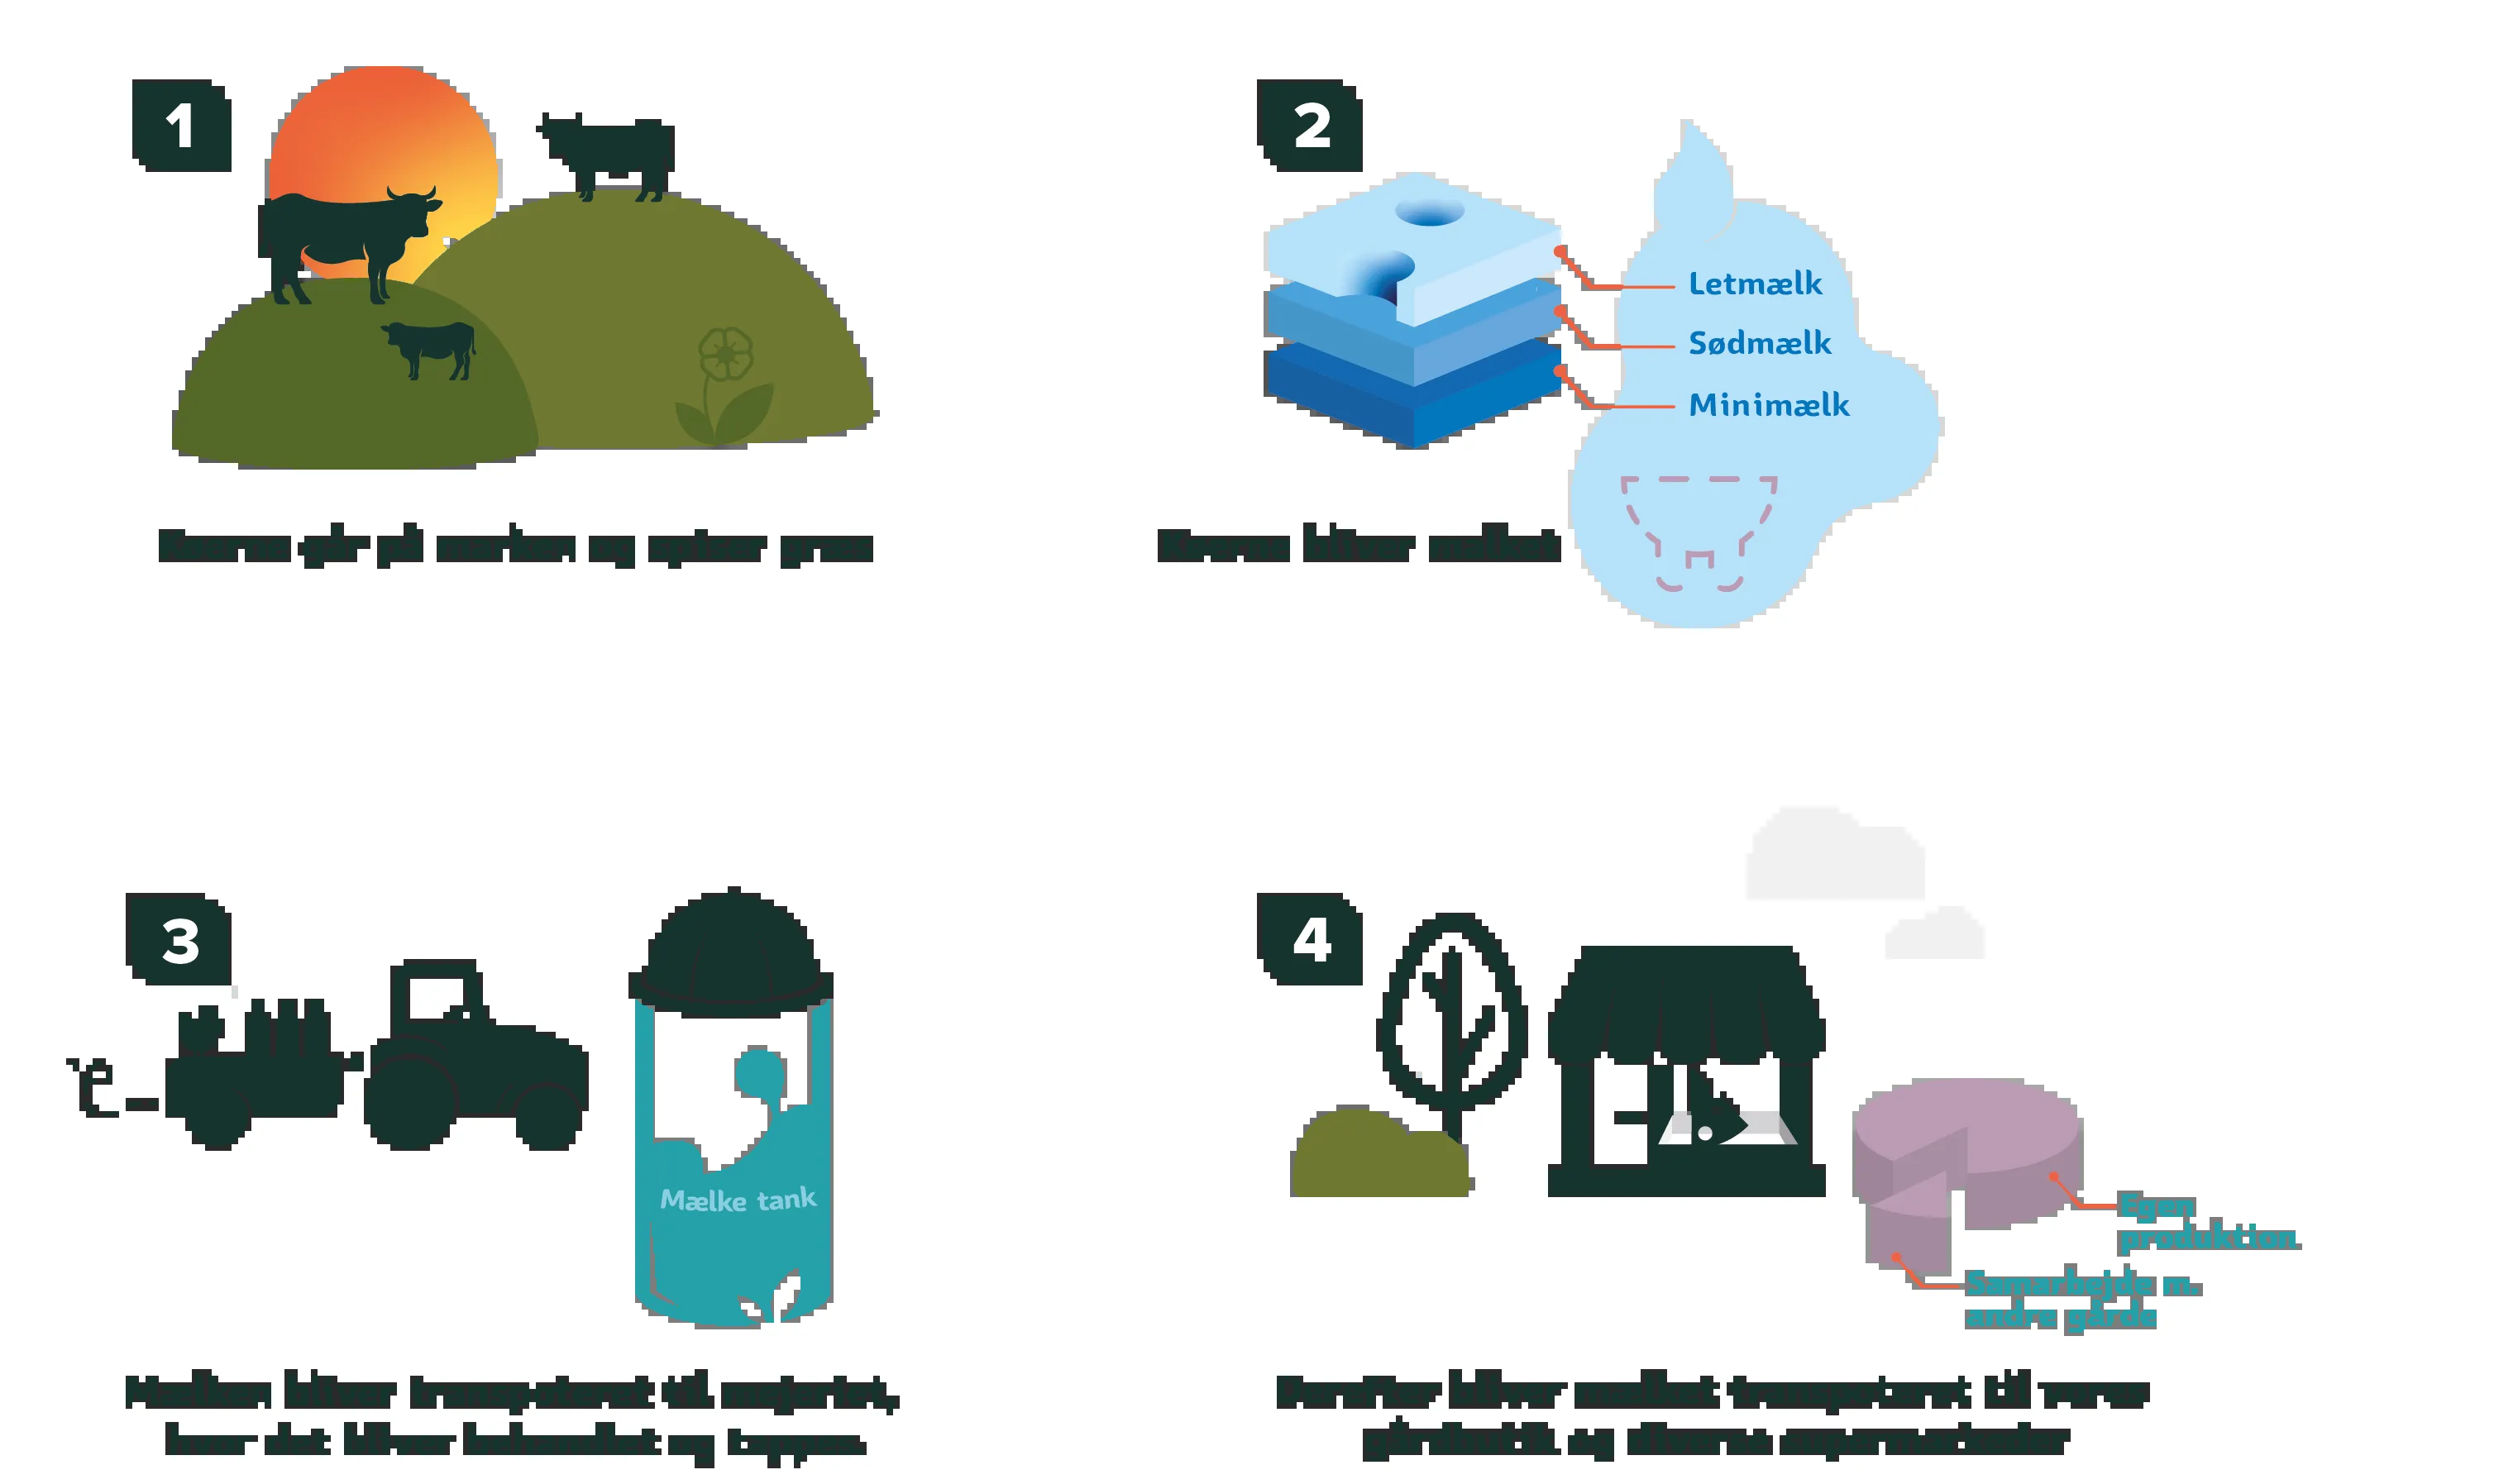 1
Køerne går på marken og spiser græs
2
Letmælk
Sødmælk
Minimælk
Køerne bliver malket
3
Mælke tank
Mælken bliver transporteret til mejeriet,
hvor det bliver behandlet og tappet.
4
Egen
produktion
Samarbejde m.
andre gårde
Derefter bliver mælken transporteret til vores
gårdbutik og diverse supermarkeder